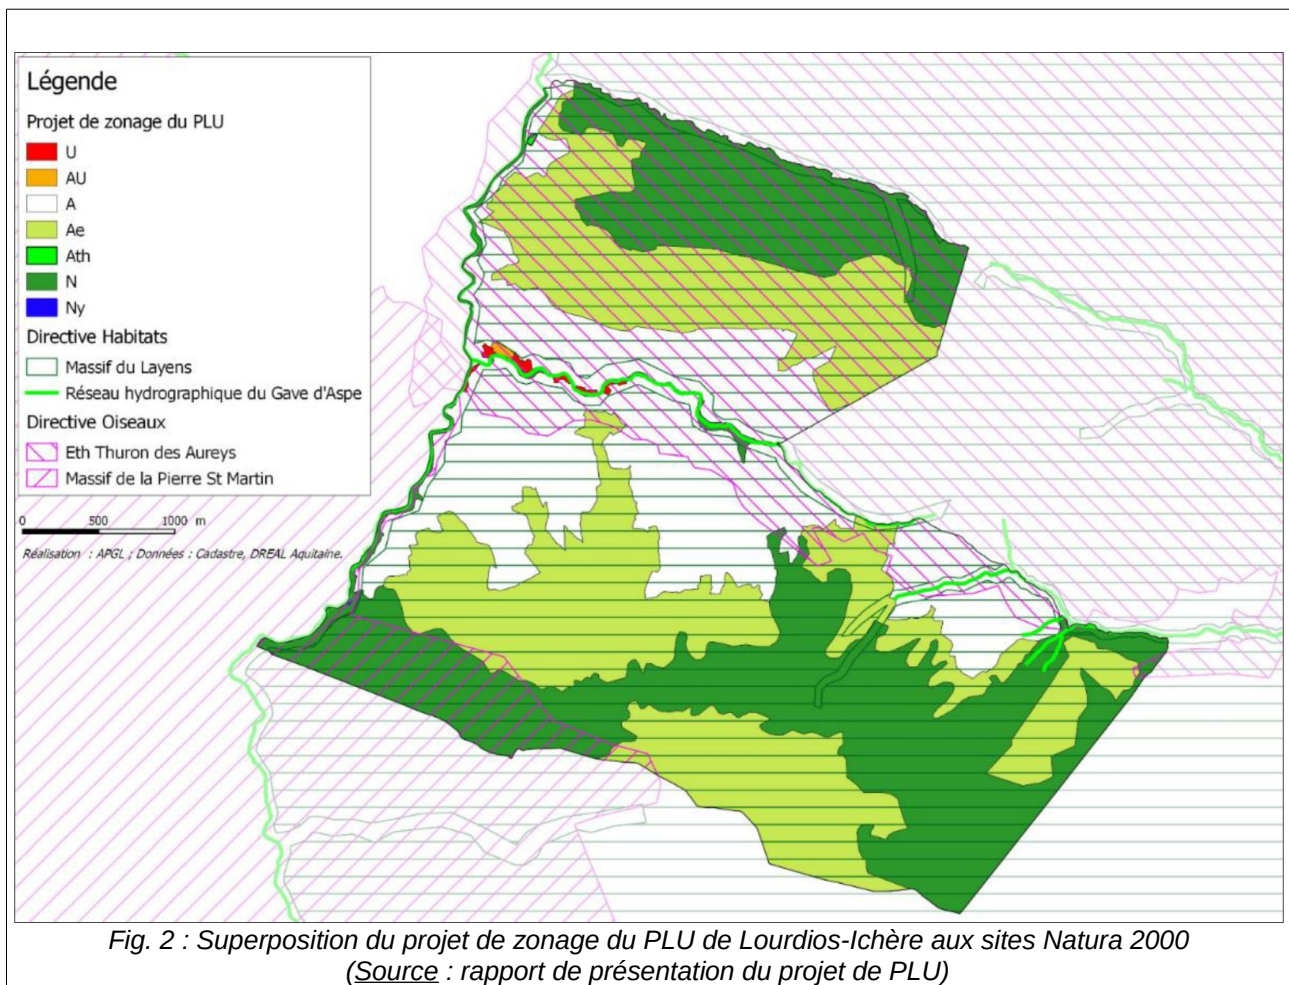 Légende
Projet de zonage du PLU
U
AU
A
Ae
Ath
N
Ny
Directive Habitats
Massif du Layens
Réseau hydrographique du Gave d'Aspe
Directive Oiseaux
Eth Thuron des Aureys
Massif de la Pierre St Martin
0 500 1000 m
Réalisation : APGL ; Données : Cadastre, DREAL Aquitaine.
Fig. 2 : Superposition du projet de zonage du PLU de Lourdios-Ichère aux sites Natura 2000
(Source : rapport de présentation du projet de PLU)